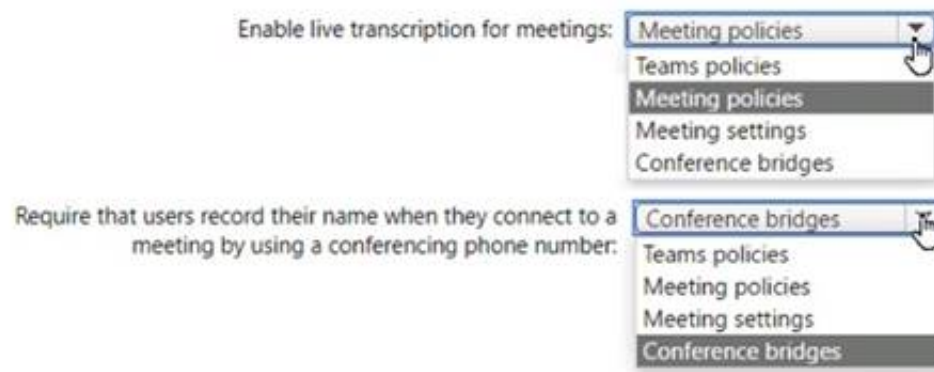 Enable live transcription for meetings: Meeting policies
Teams policies
Meeting policies
Meeting settings
Conference bridges
Require that users record their name when they connect to a Conference bridges
meeting by using a conferencing phone number:
Teams policies
Meeting policies
Meeting settings
Conference bridges